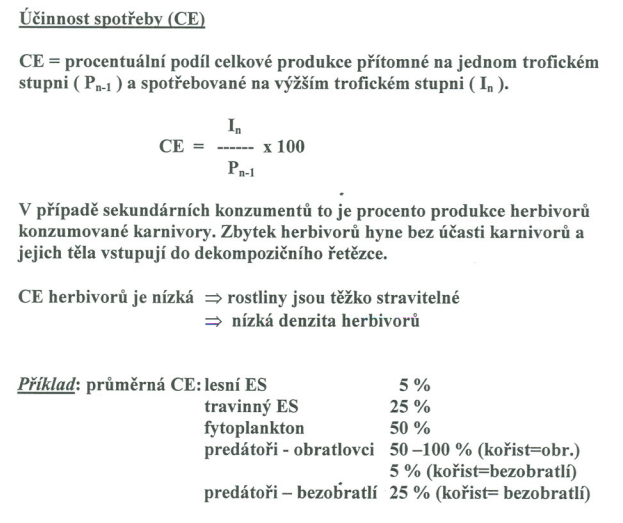 Účinnost spotřeby (CE)
CE = procentuální podíl celkové produkce přítomné na jednom trofickém
stupni ( Pn-1 ) a spotřebované na výžším trofickém stupni ( In ).
In
CE = ------ x 100
Pn-1
V případě sekundárních konzumentů to je procento produkce herbivorů
konzumované karnivory. Zbytek herbivorů hyne bez účasti karnivorů a
jejich těla vstupují do dekompozičního řetězce.
CE herbivorů je nízká ⇒ rostliny jsou těžko stravitelné
⇒ nízká denzita herbivorů
Příklad: průměrná CE: lesní ES 5 %
travinný ES 25 %
fytoplankton 50 %
predátoři - obratlovci 50 –100 % (kořist=obr.)
5 % (kořist=bezobratlí)
predátoři – bezobratlí 25 % (kořist= bezobratlí)